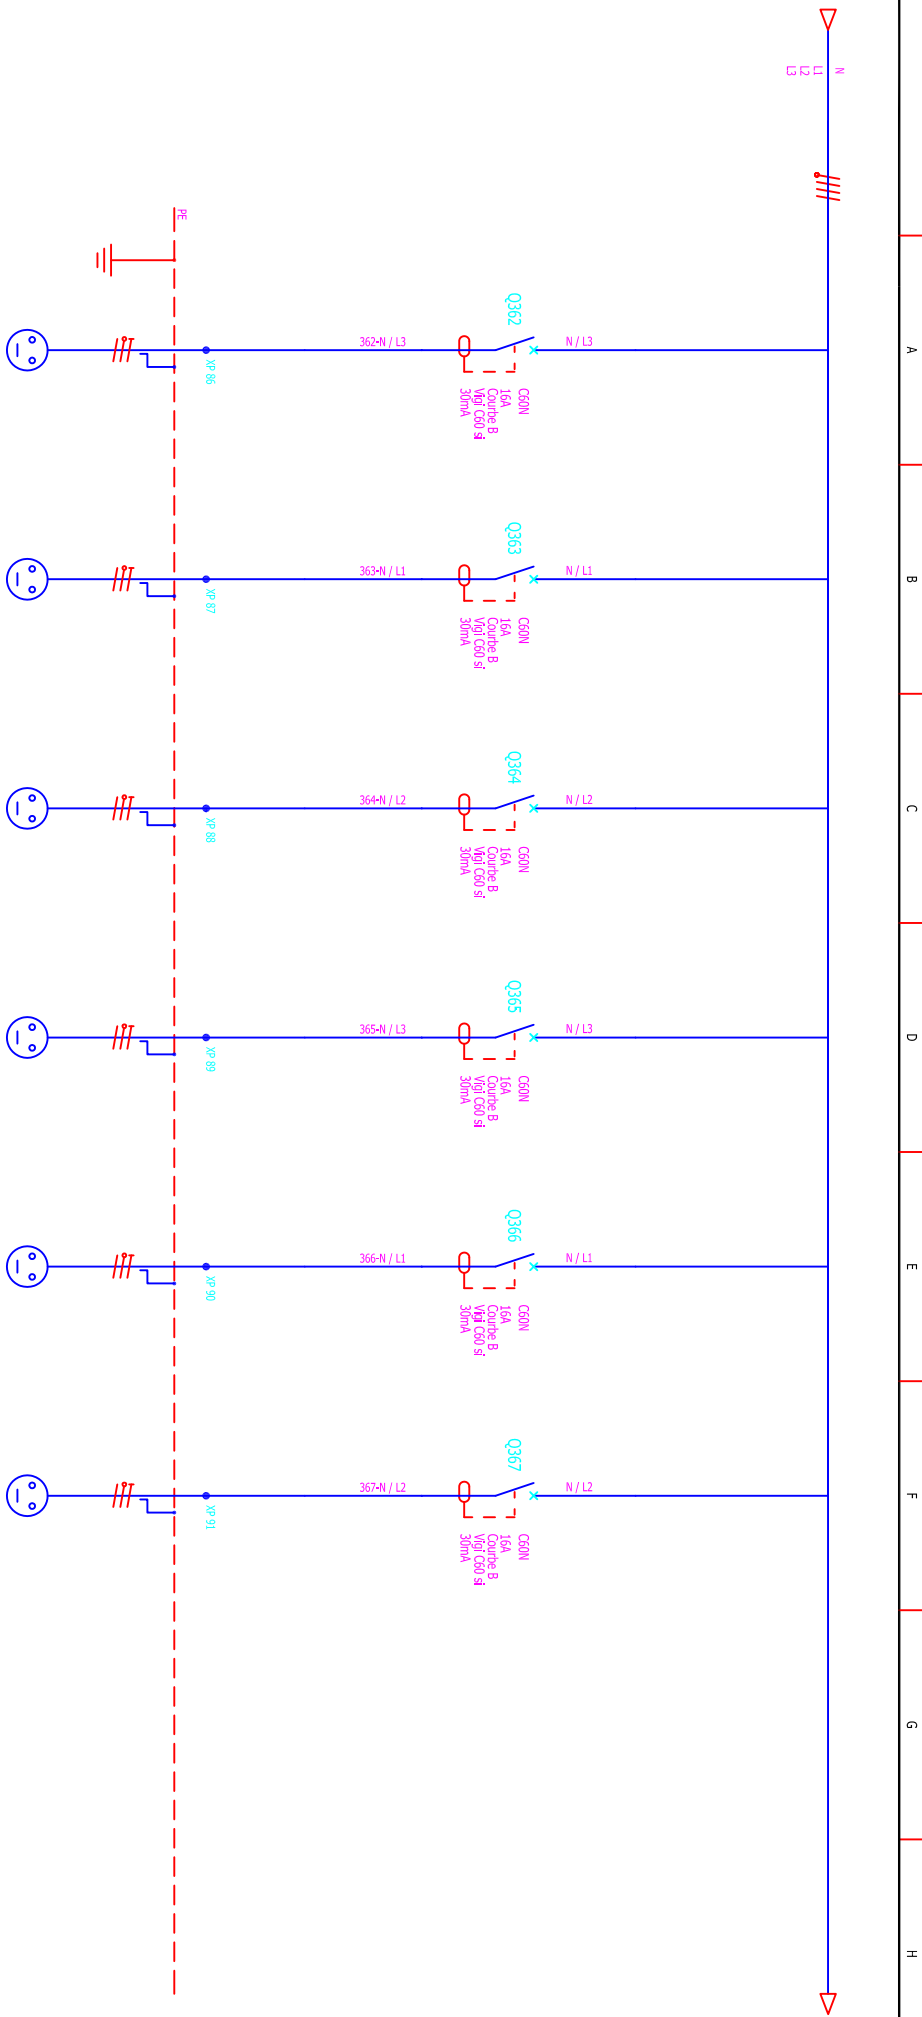 A
B
C
D
E
F
G
H
N
L1
L2
L3
N / L3
Q362
C60N
16A
Courbe B
Vigi C60 si
30mA
362-N / L3
XP 86
N / L1
Q363
C60N
16A
Courbe B
Vigi C60 si
30mA
363-N / L1
XP 87
N / L2
Q364
C60N
16A
Courbe B
Vigi C60 si
30mA
364-N / L2
XP 88
N / L3
Q365
C60N
16A
Courbe B
Vigi C60 si
30mA
365-N / L3
XP 89
N / L1
Q366
C60N
16A
Courbe B
Vigi C60 si
30mA
366-N / L1
XP 90
N / L2
Q367
C60N
16A
Courbe B
Vigi C60 si
30mA
367-N / L2
XP 91
PE